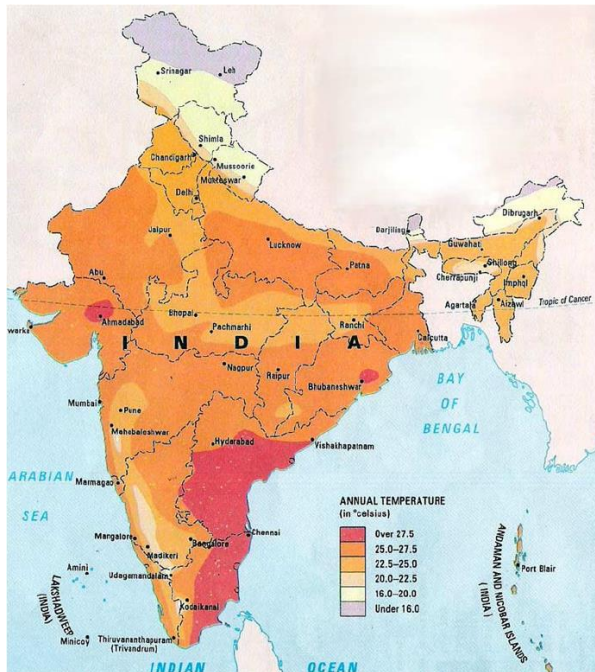 Srinagar
Leh
Shimla
Chandigarh
Mussoorie
Mukteswar
Delhi
Jaipur
Lucknow
Darjiling
Dibrugarh
Guwahat
Shillong
Cherrapunji
Imphal
Patna
Abu
Agartala
Aizawl
Tropic of Cancer
warka
Ahmadabad
Bhopal
Pachmarhi
Ranchi
Calcutta
INDIA
Nagpur
Raipur
Bhubaneshwar
BAY
OF
BENGAL
Mumbai
Pune
Mahabaleshwar
Hyderabad
Vishakhapatnam
ARABIAN
SEA
Marmagao
ANNUAL TEMPERATURE
(in °celsius)
Over 27.5
25.0–27.5
22.5–25.0
20.0–22.5
16.0–20.0
Under 16.0
Mangalore
Madikeri
Bangalore
Chennai
Amini
Udagamandalam
LAKSHADWEEP
(INDIA)
Kodaikanal
Minicoy
Thiruvananthapuram
(Trivandrum)
ANDAMAN AND NICOBAR ISLANDS
(INDIA)
Port Blair
INDIAN OCEAN